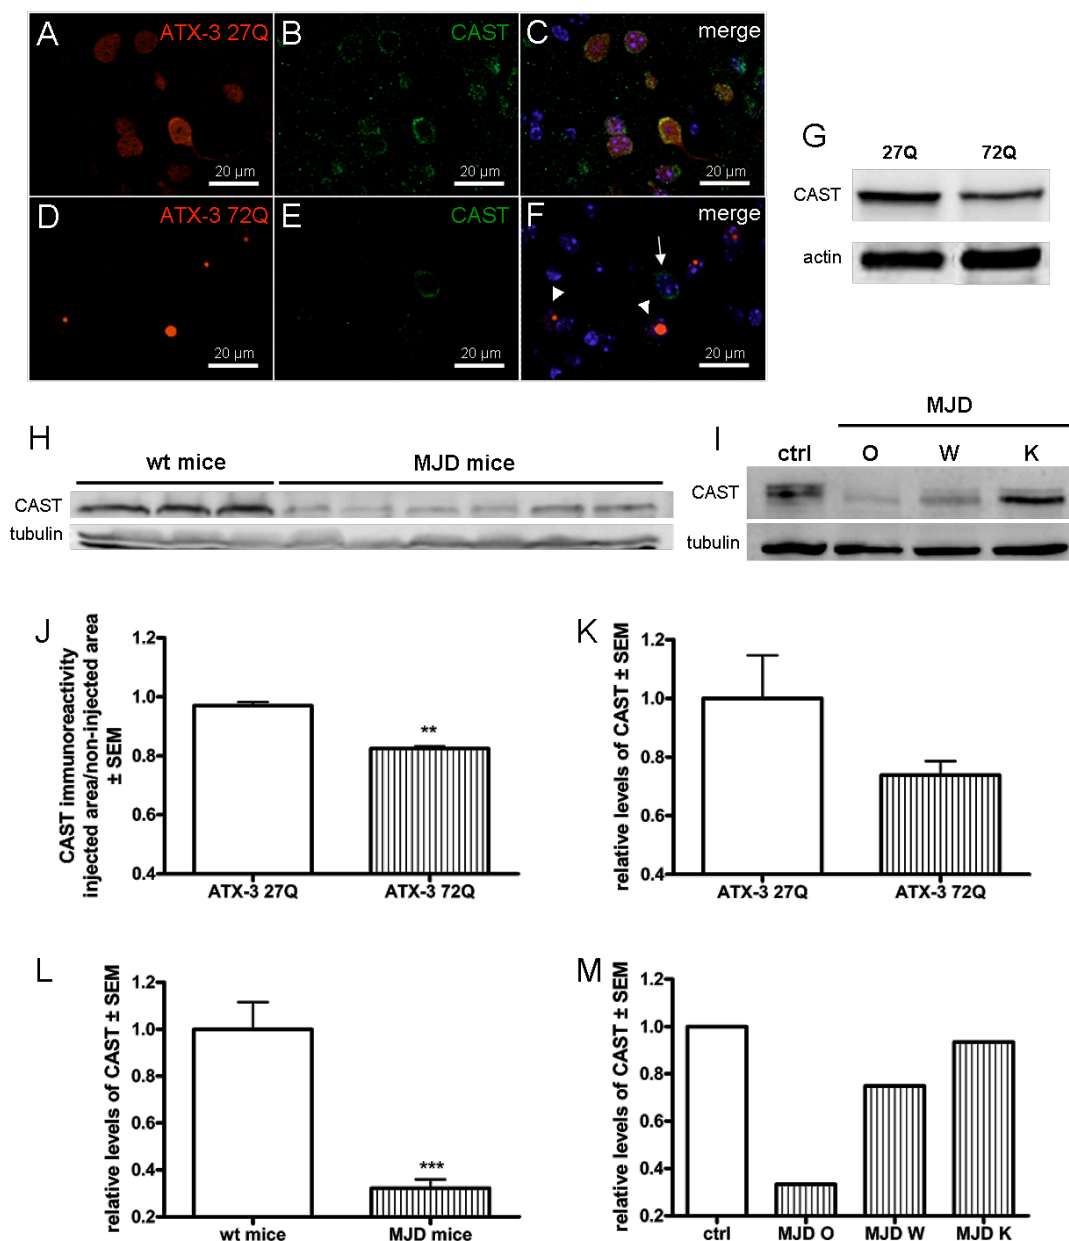 A ATX-3 27Q B CAST C merge
20 µm 20 µm 20 µm
D ATX-3 72Q E CAST F merge
20 µm 20 µm 20 µm
G
27Q 72Q
CAST
actin
H
wt mice MJD mice
CAST
tubulin
I
MJD
ctrl O W K
CAST
tubulin
J
CAST immunoreactivity
injected area/non-injected area
± SEM
1.2
1.0
0.8
0.6
0.4
**
ATX-3 27Q ATX-3 72Q
K
relative levels of CAST ± SEM
1.2
1.0
0.8
0.6
0.4
ATX-3 27Q ATX-3 72Q
L
relative levels of CAST ± SEM
1.2
1.0
0.8
0.6
0.4
0.2
***
wt mice MJD mice
M
relative levels of CAST ± SEM
1.2
1.0
0.8
0.6
0.4
0.2
ctrl MJD O MJD W MJD K